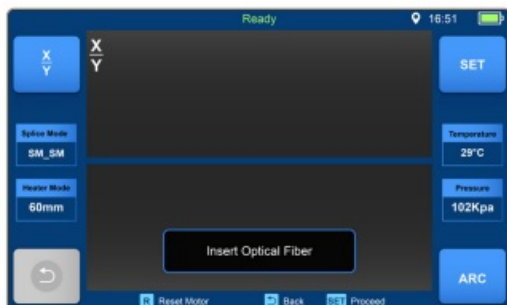 Ready
16:51
X
Y
X
Y
SET
Splice Mode
SM_SM
Temperature
29°C
Heater Mode
60mm
Pressure
102Kpa
Insert Optical Fiber
ARC
R Reset Motor Back SET Proceed